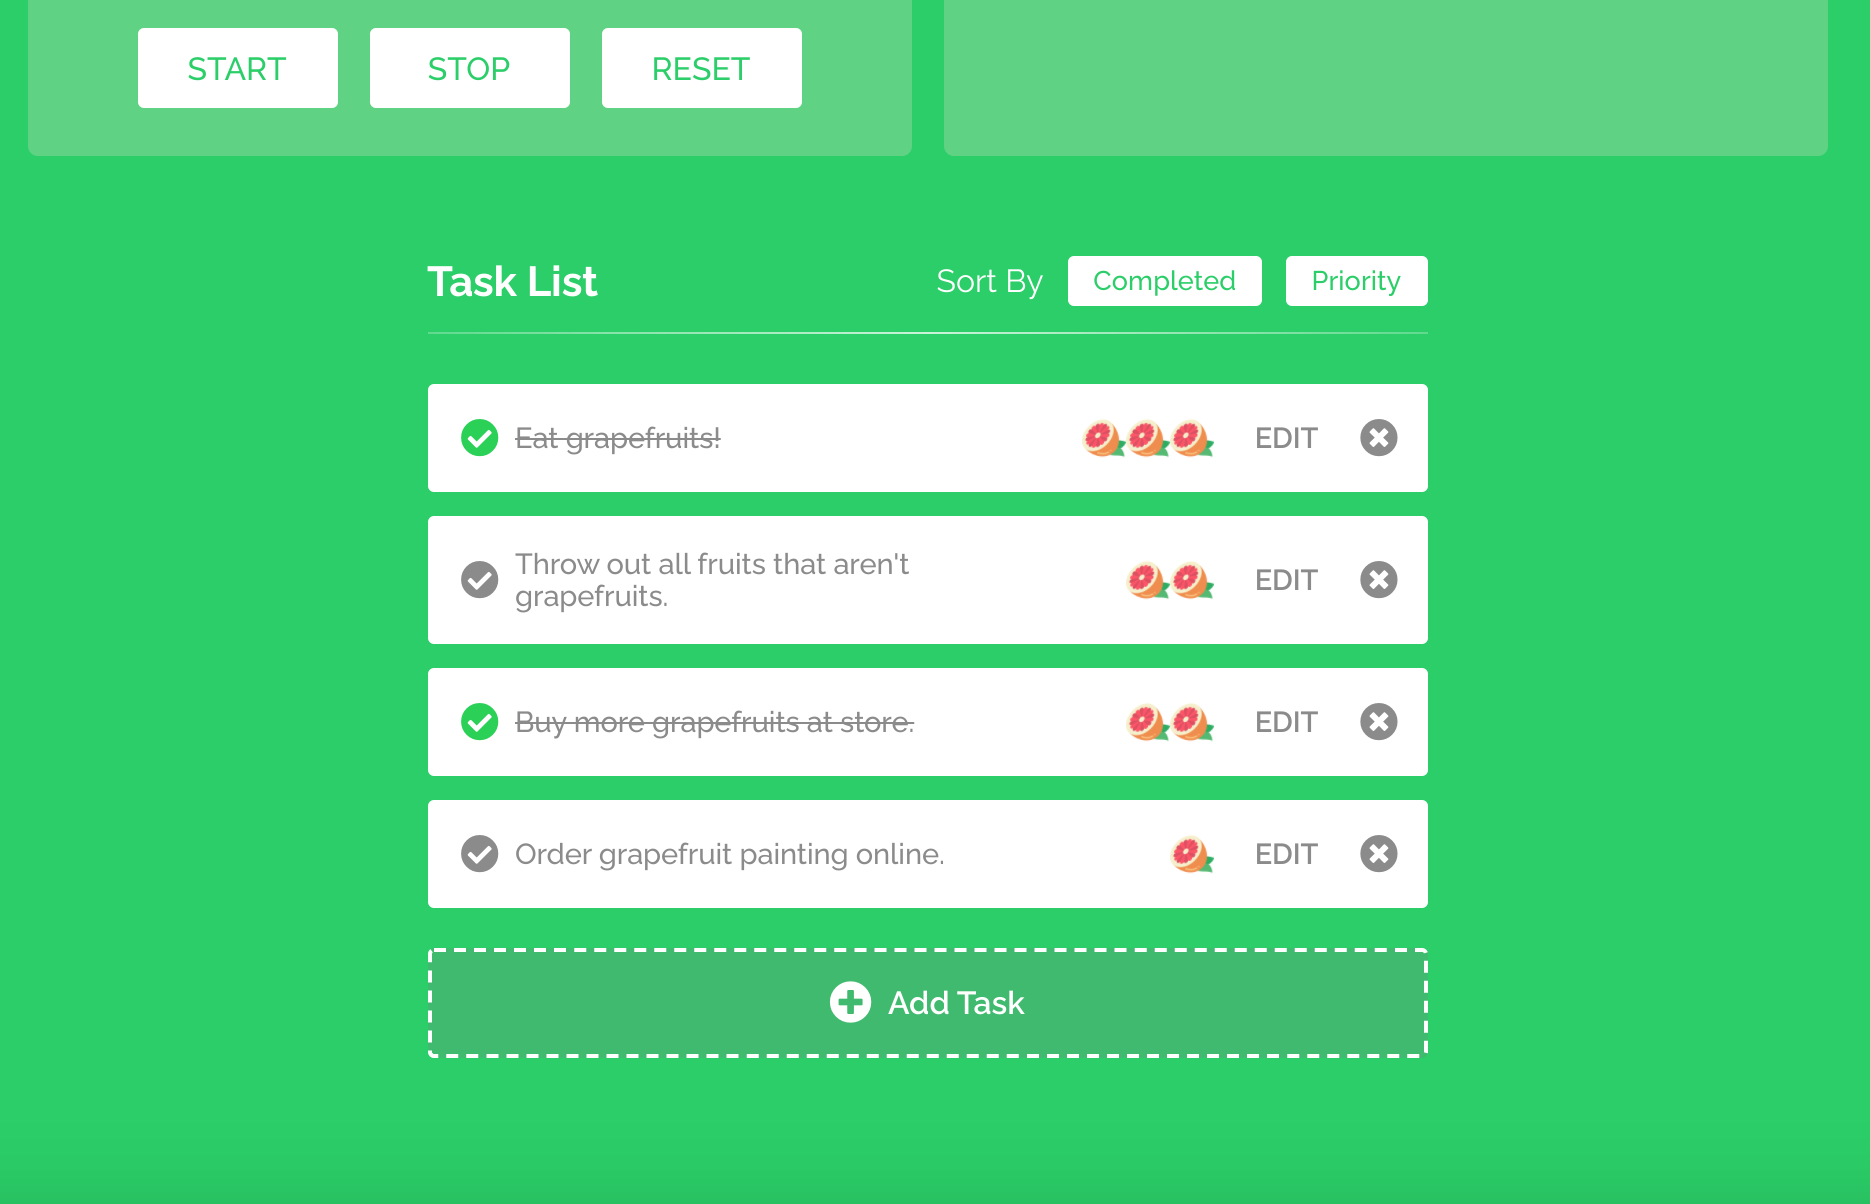 START STOP RESET
Task List Sort By Completed Priority
Eat grapefruits! EDIT
Throw out all fruits that aren't
grapefruits. EDIT
Buy more grapefruits at store. EDIT
Order grapefruit painting online. EDIT
Add Task